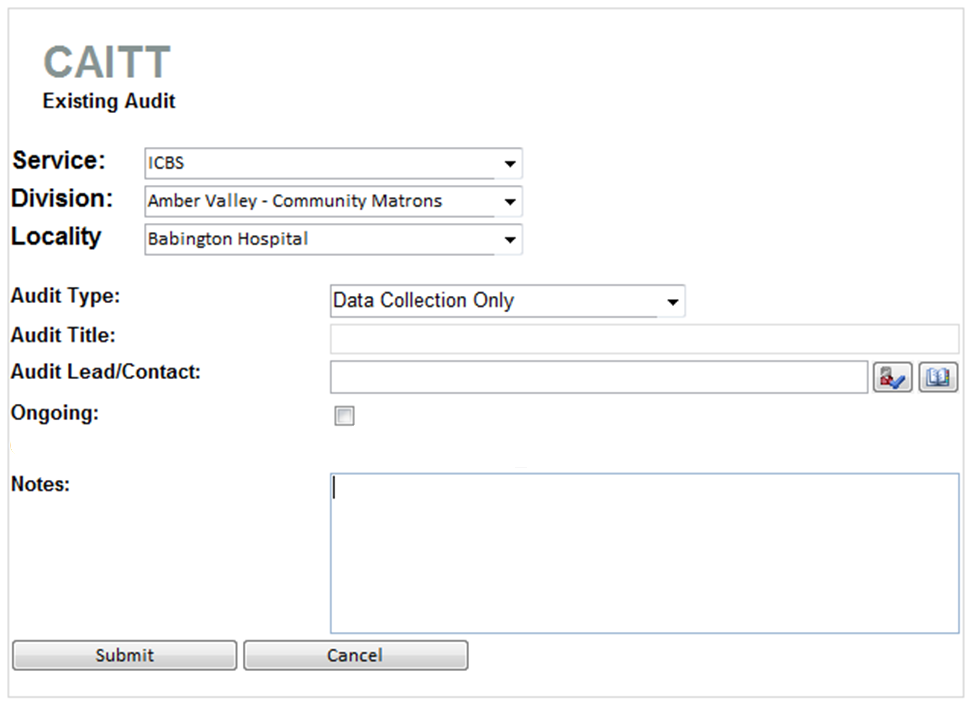 CAITT
Existing Audit
Service: ICBS
Division: Amber Valley - Community Matrons
Locality Babington Hospital
Audit Type: Data Collection Only
Audit Title:
Audit Lead/Contact:
Ongoing:
Notes:
Submit Cancel